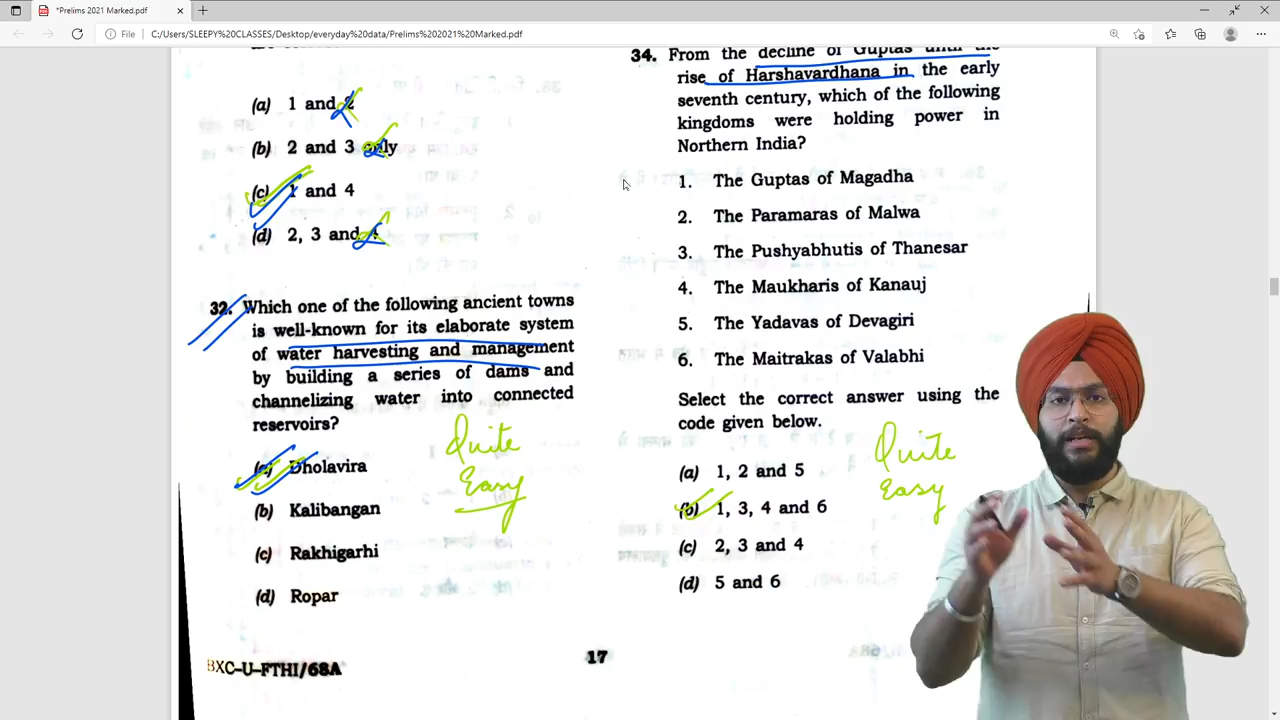 *Prelims 2021 Marked.pdf
File
C:/Users/SLEEPY%20CLASSES/Desktop/everyday%20data/Prelims%202021%20Marked.pdf
(a) 1 and 2
(b) 2 and 3 only
(c) 1 and 4
(d) 2, 3 and 4
32. Which one of the following ancient towns
is well-known for its elaborate system
of water harvesting and management
by building a series of dams and
channelizing water into connected
reservoirs?
Quite
Easy
(a) Dholavira
(b) Kalibangan
(c) Rakhigarhi
(d) Ropar
BXC-U-FTHI/68A
17
34. From the decline of Guptas until the
rise of Harshavardhana in the early
seventh century, which of the following
kingdoms were holding power in
Northern India?
1. The Guptas of Magadha
2. The Paramaras of Malwa
3. The Pushyabhutis of Thanesar
4. The Maukharis of Kanauj
5. The Yadavas of Devagiri
6. The Maitrakas of Valabhi
Select the correct answer using the
code given below.
Quite
Easy
(a) 1, 2 and 5
(b) 1, 3, 4 and 6
(c) 2, 3 and 4
(d) 5 and 6